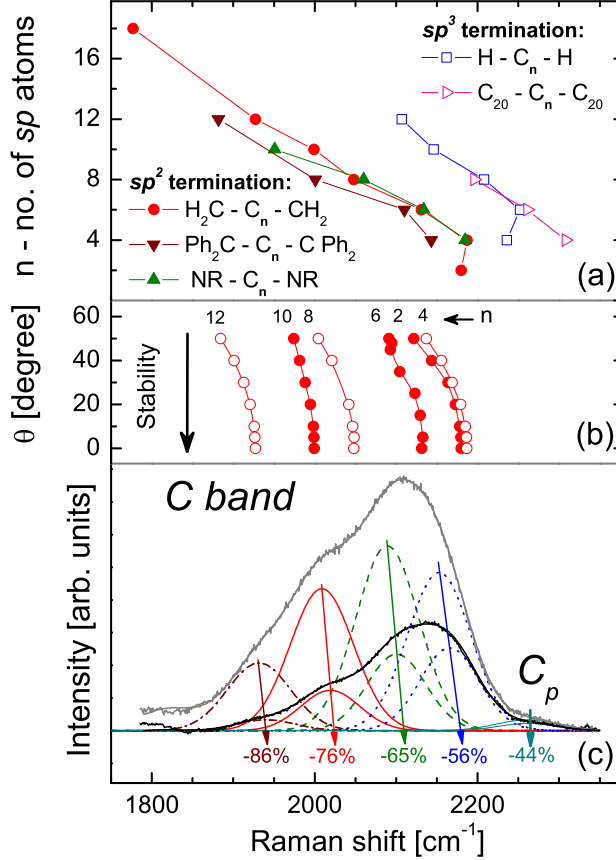 n - no. of sp atoms
16
12
8
4
sp³ termination:
H - Cₙ - H
C₂₀ - Cₙ - C₂₀
sp² termination:
H₂C - Cₙ - CH₂
Ph₂C - Cₙ - C Ph₂
NR - Cₙ - NR
(a)
θ [degree]
60
40
20
0
12 10 8 6 2 4 n
Stability
(b)
Intensity [arb. units]
C band
Cₚ
-86% -76% -65% -56% -44%
(c)
1800 2000 2200
Raman shift [cm⁻¹]